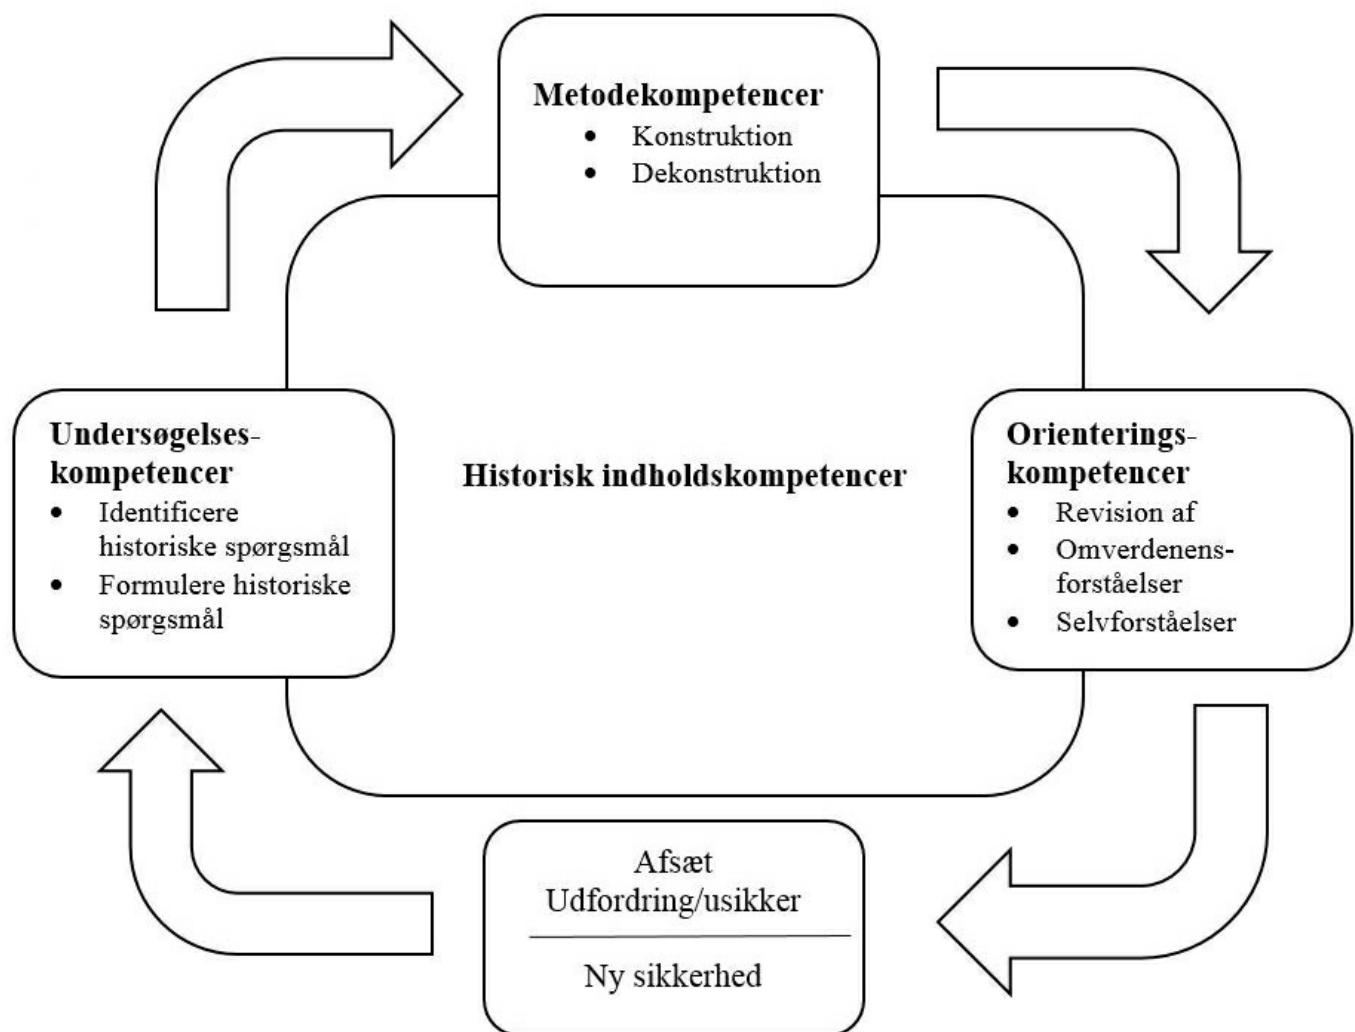 Metodekompetencer
• Konstruktion
• Dekonstruktion
Undersøgelses-
kompetencer
• Identificere
historiske spørgsmål
• Formulere historiske
spørgsmål
Historisk indholdskompetencer
Orienterings-
kompetencer
• Revision af
• Omverdenens-
forståelser
• Selvforståelser
Afsæt
Udfordring/usikker
Ny sikkerhed